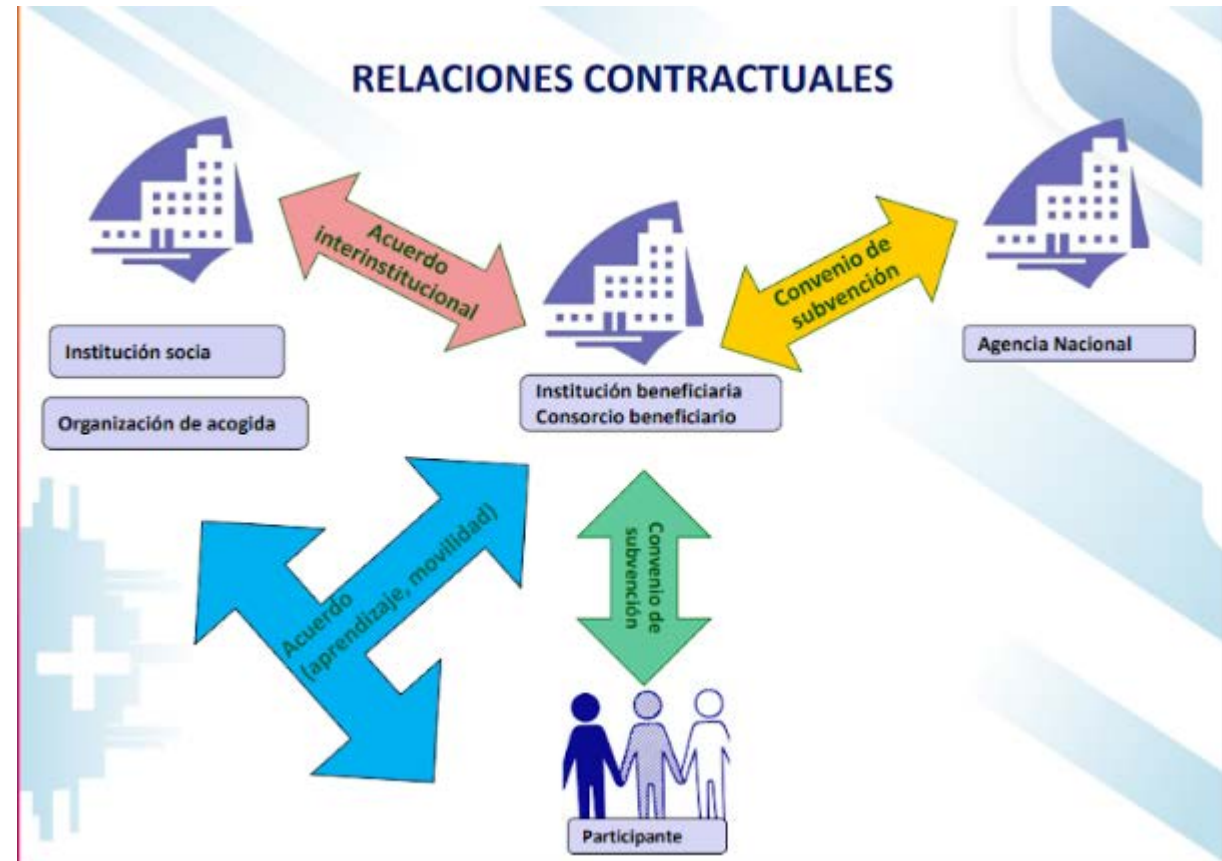 RELACIONES CONTRACTUALES
Acuerdo
interinstitucional
Convenio de
subvención
Institución socia
Organización de acogida
Institución beneficiaria
Consorcio beneficiario
Agencia Nacional
Acuerdo
(aprendizaje, movilidad)
Convenio de
subvención
Participante